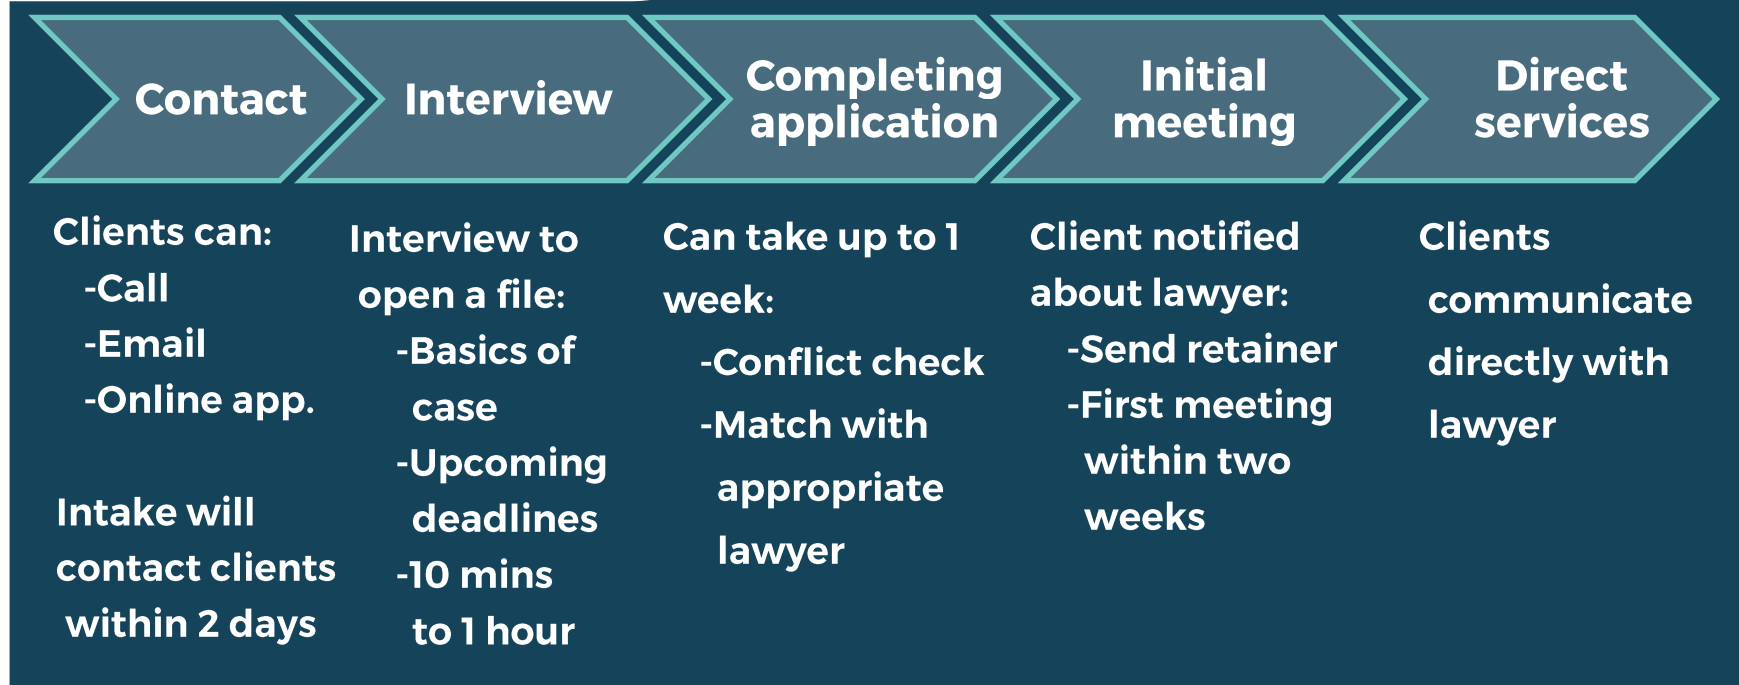 Contact
Interview
Completing
application
Initial
meeting
Direct
services
Clients can:
-Call
-Email
-Online app.
Intake will
contact clients
within 2 days
Interview to
open a file:
-Basics of
case
-Upcoming
deadlines
-10 mins
to 1 hour
Can take up to 1
week:
-Conflict check
-Match with
appropriate
lawyer
Client notified
about lawyer:
-Send retainer
-First meeting
within two
weeks
Clients
communicate
directly with
lawyer